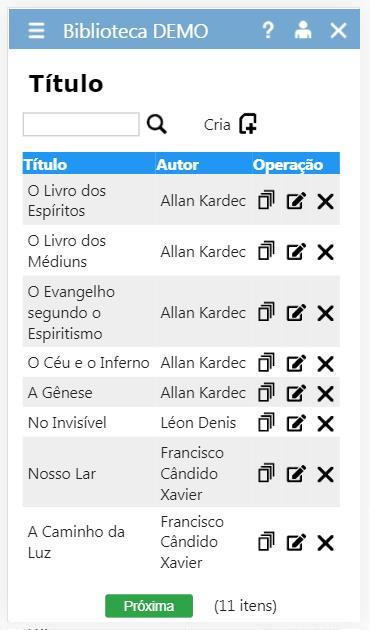 Biblioteca DEMO ?
Título
Cria
Título Autor Operação
O Livro dos
Espíritos
Allan Kardec
O Livro dos
Médiuns
Allan Kardec
O Evangelho
segundo o
Espiritismo
Allan Kardec
O Céu e o Inferno Allan Kardec
A Gênese Allan Kardec
No Invisível Léon Denis
Nosso Lar
Francisco
Cândido
Xavier
A Caminho da
Luz
Francisco
Cândido
Xavier
Próxima (11 itens)